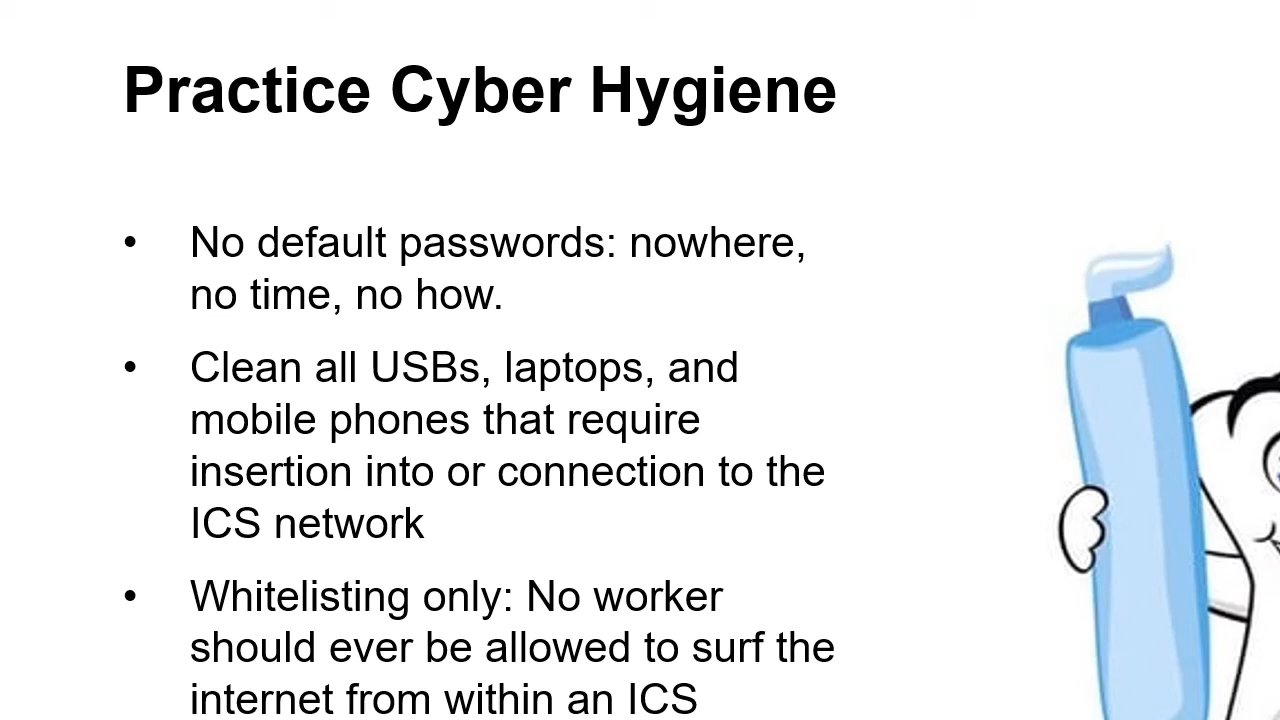 Practice Cyber Hygiene
• No default passwords: nowhere,
no time, no how.
• Clean all USBs, laptops, and
mobile phones that require
insertion into or connection to the
ICS network
• Whitelisting only: No worker
should ever be allowed to surf the
internet from within an ICS